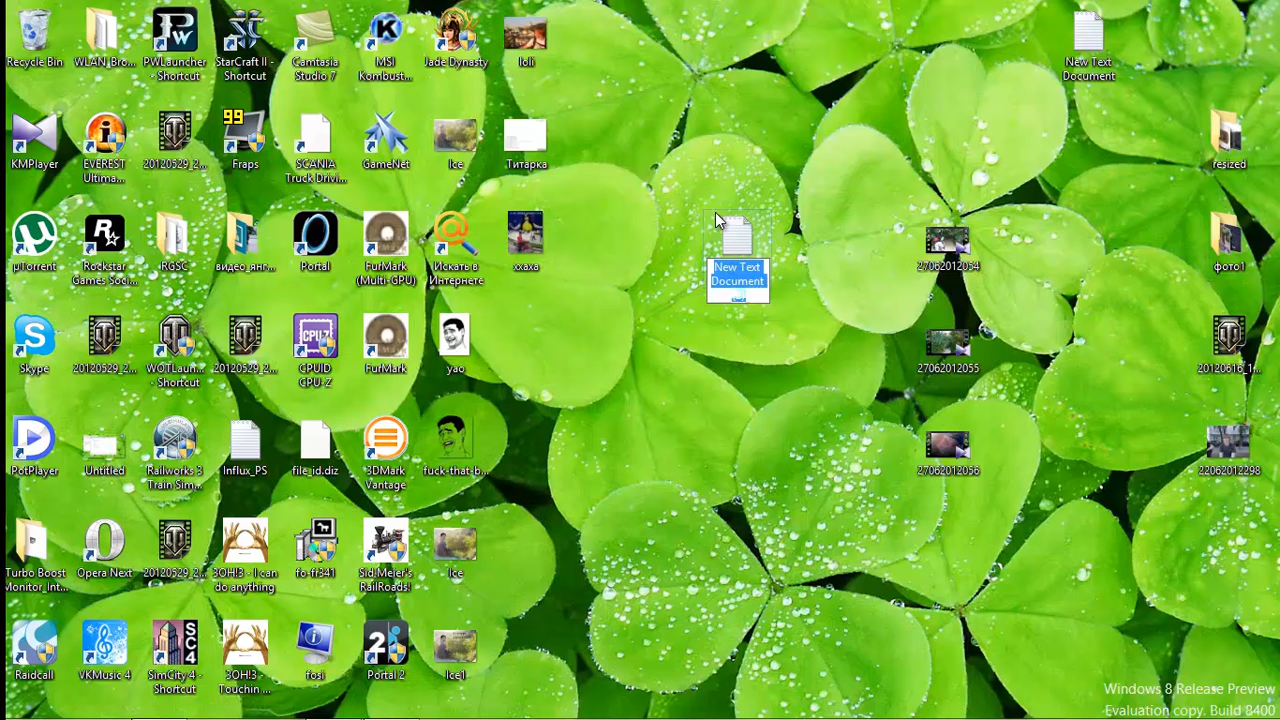 Recycle Bin
WLAN_Bro...
PWLauncher
- Shortcut
StarCraft II -
Shortcut
Camtasia
Studio 7
MSI
Kombust...
Jade Dynasty
loli
New Text
Document
KMPlayer
EVEREST
Ultima...
20120529_2...
99
Fraps
SCANIA
Truck Drivi...
GameNet
Ice
Титарка
resized
µTorrent
Rockstar
Games Soci...
RGSC
видео_янг...
Portal
FurMark
(Multi-GPU)
Искать в
Интернете
xxaxa
New Text
Document
27062012054
фото1
Skype
20120529_2...
WOTLaun...
- Shortcut
20120529_2...
CPUID
CPU-Z
FurMark
yao
27062012055
20120616_1...
PotPlayer
Untitled
Railworks 3
Train Sim...
Influx_PS
file_id.diz
3DMark
Vantage
fuck-that-b...
27062012056
22062012298
Turbo Boost
Monitor_Int...
Opera Next
20120529_2...
3OH!3 - I can
do anything
fo-ff341
Sid Meier's
RailRoads!
Ice
Raidcall
VKMusic 4
SimCity 4 -
Shortcut
3OH!3 -
Touchin ...
fosi
Portal 2
Ice1
Windows 8 Release Preview
Evaluation copy. Build 8400